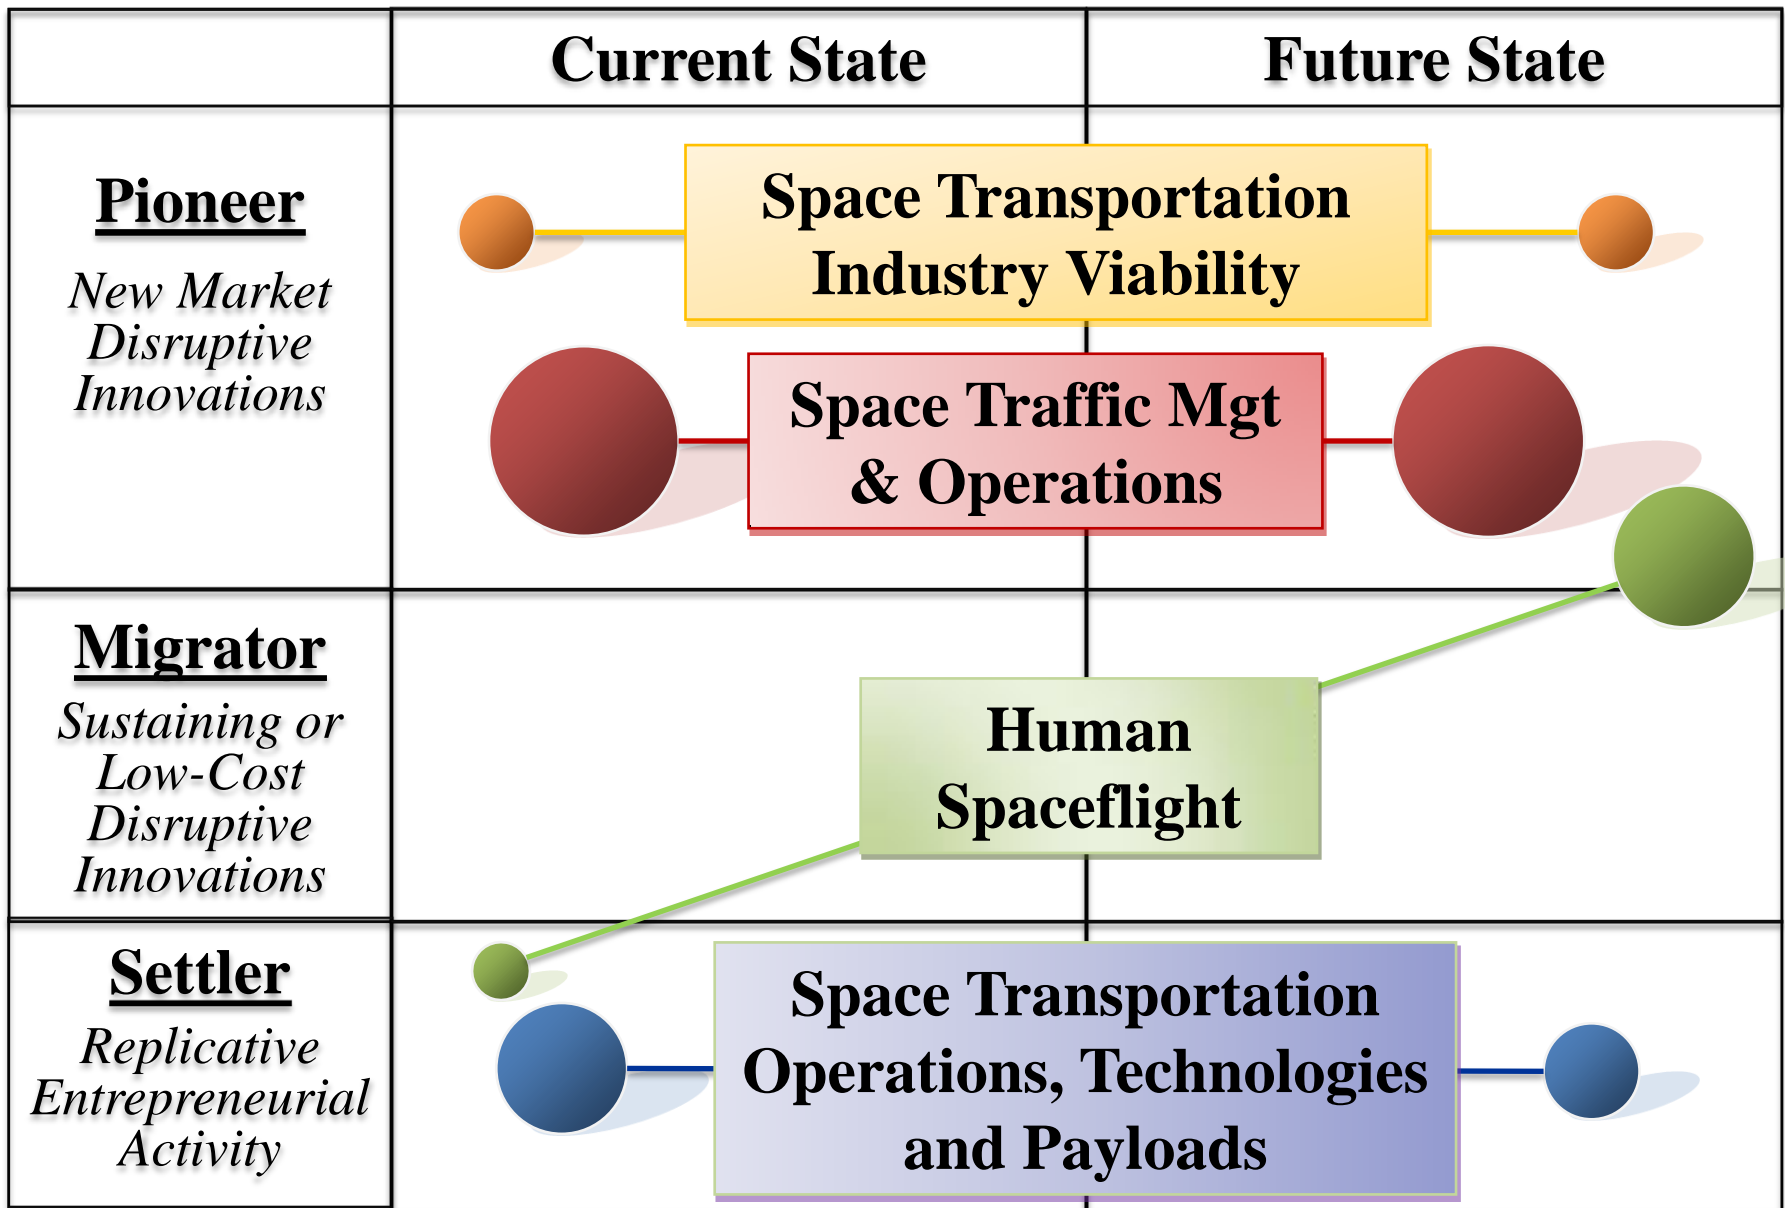 Current State
Future State
Pioneer
New Market
Disruptive
Innovations
Space Transportation
Industry Viability
Space Traffic Mgt
& Operations
Migrator
Sustaining or
Low-Cost
Disruptive
Innovations
Human
Spaceflight
Settler
Replicative
Entrepreneurial
Activity
Space Transportation
Operations, Technologies
and Payloads